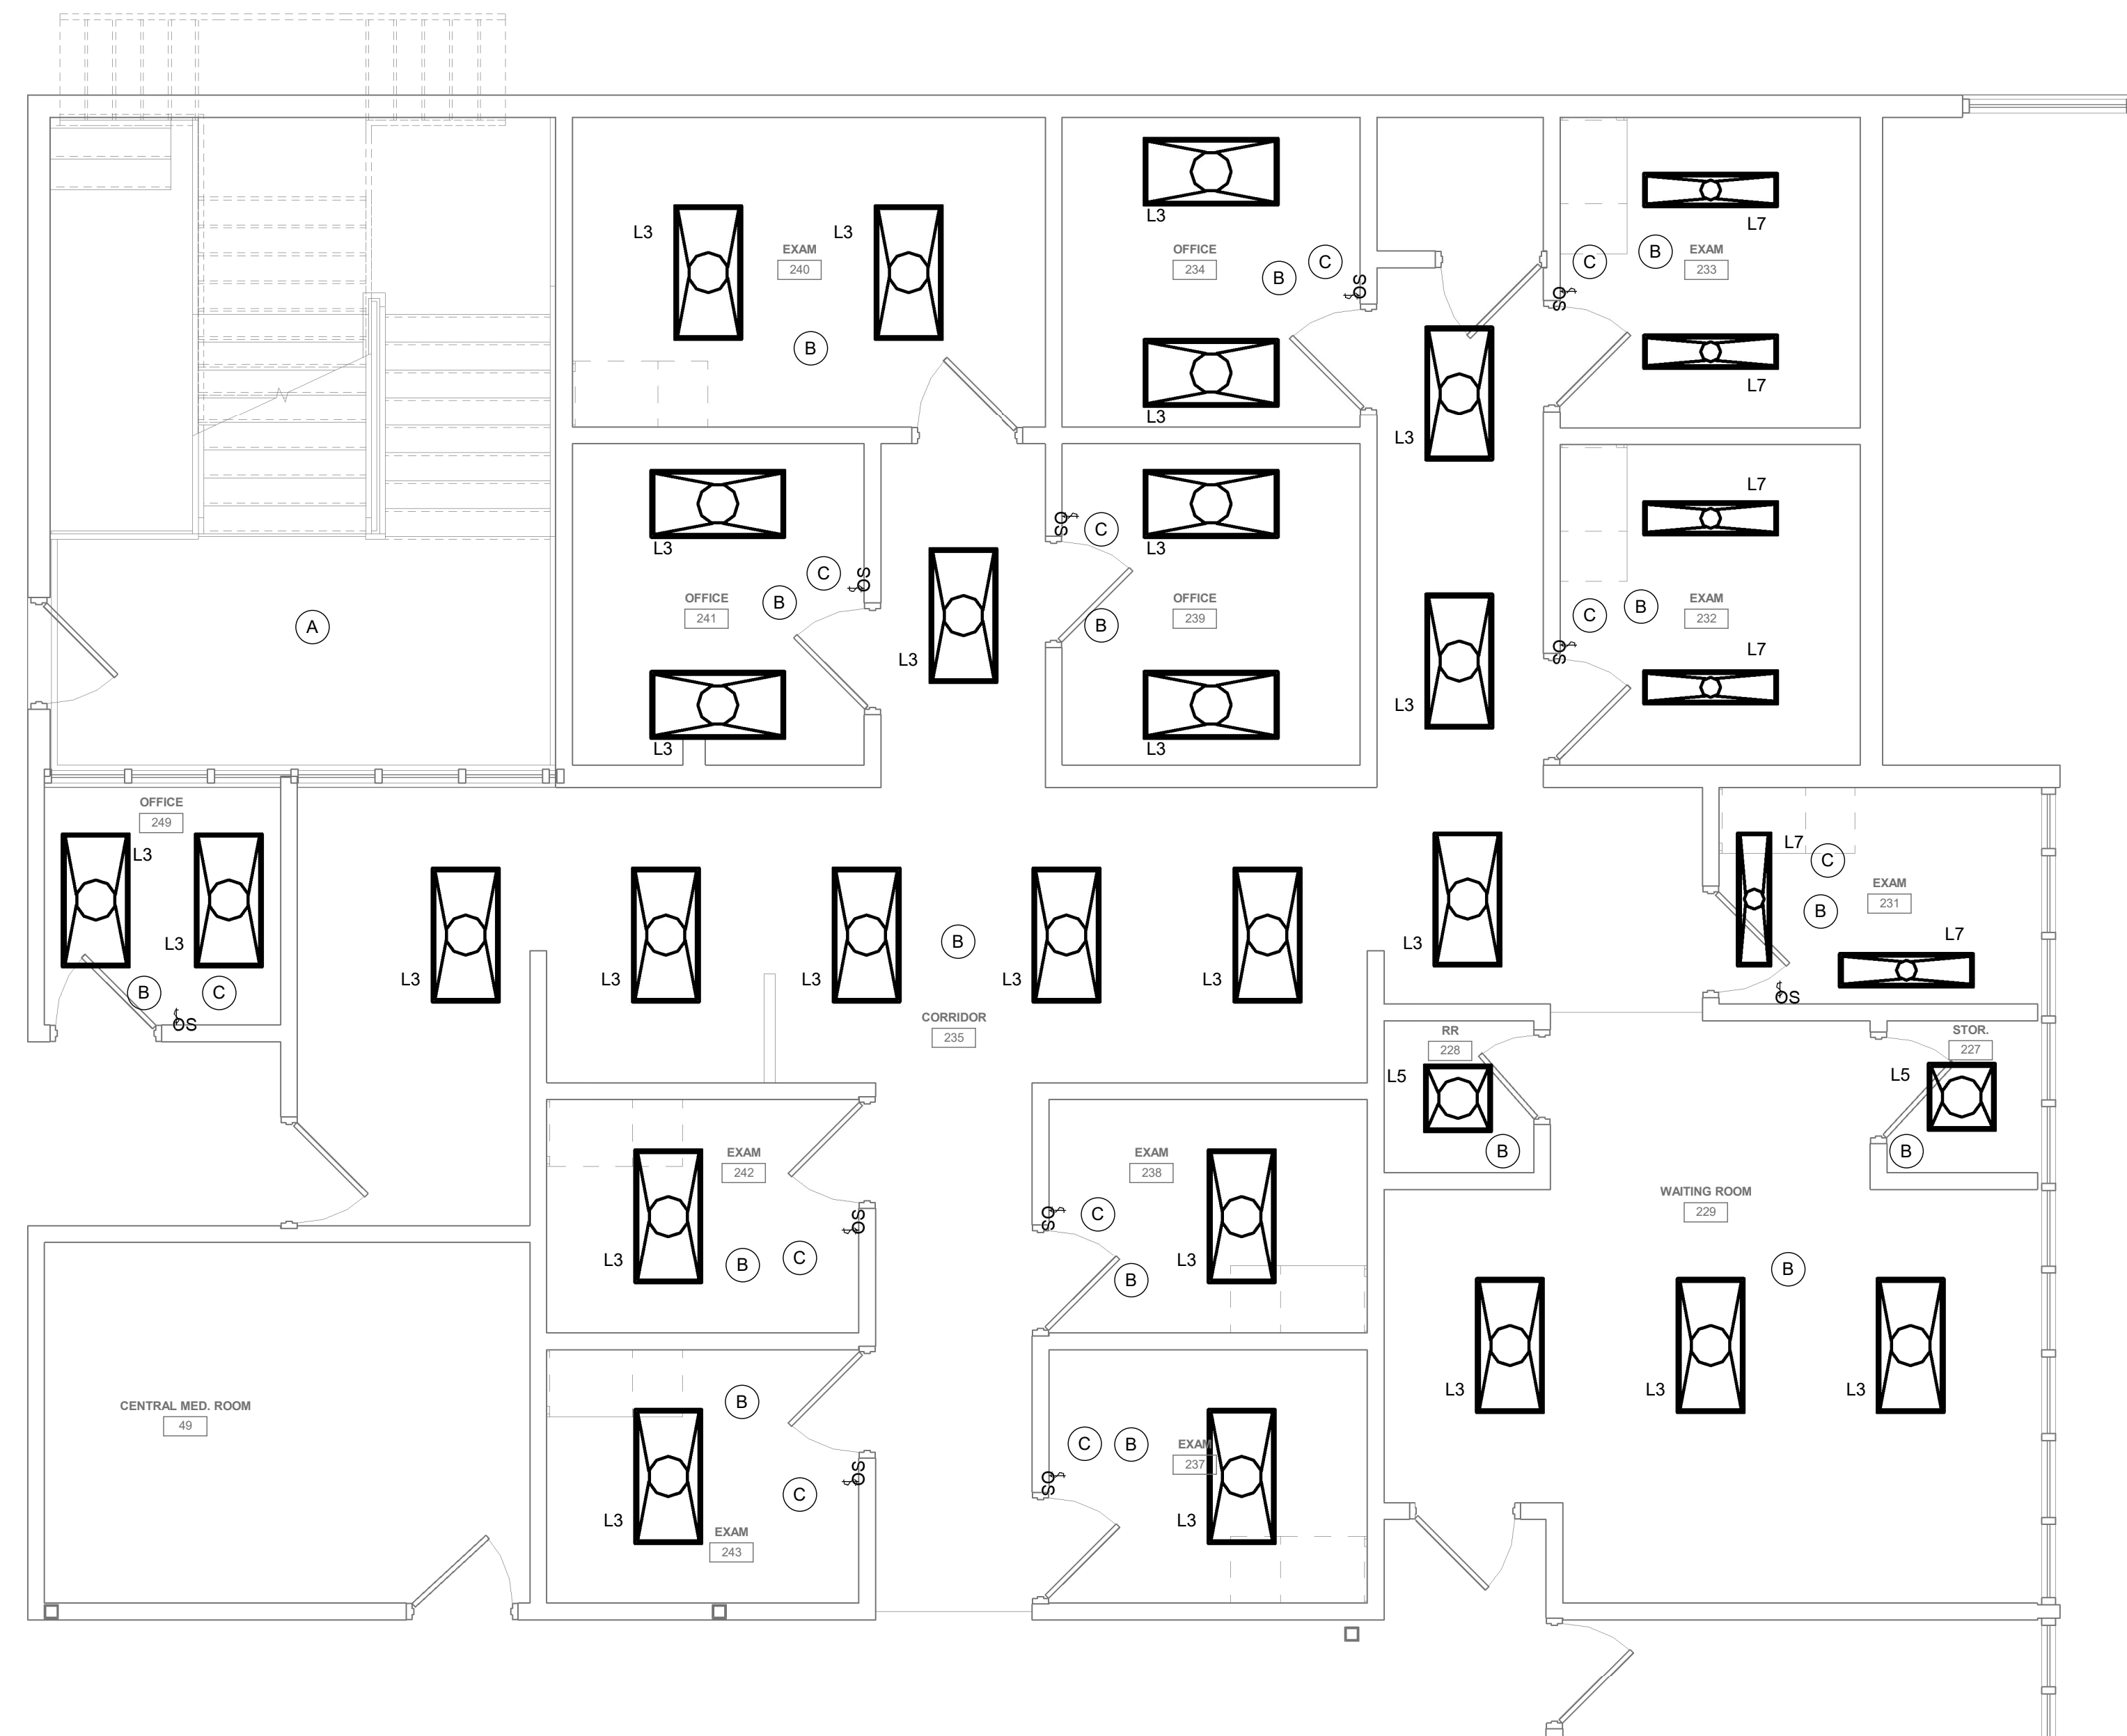 L3
L3
EXAM
240
B
L3
OFFICE
234
B
C
$OS
L3
L3
C
B
L7
EXAM
233
$OS
L7
L3
OFFICE
241
B
C
$OS
L3
L3
$OS
C
L3
OFFICE
239
B
L3
L3
L7
C
B
EXAM
232
$OS
L7
A
OFFICE
249
L3
L3
B
C
$OS
L3
L3
L3
L3
L3
B
CORRIDOR
235
L3
L7
C
EXAM
231
B
L7
$OS
RR
228
L5
B
STOR.
227
L5
B
EXAM
242
$OS
L3
B
C
EXAM
238
$OS
C
L3
B
WAITING ROOM
229
B
L3
L3
L3
CENTRAL MED. ROOM
49
B
$OS
C
L3
EXAM
243
C
B
EXAM
237
$OS
L3